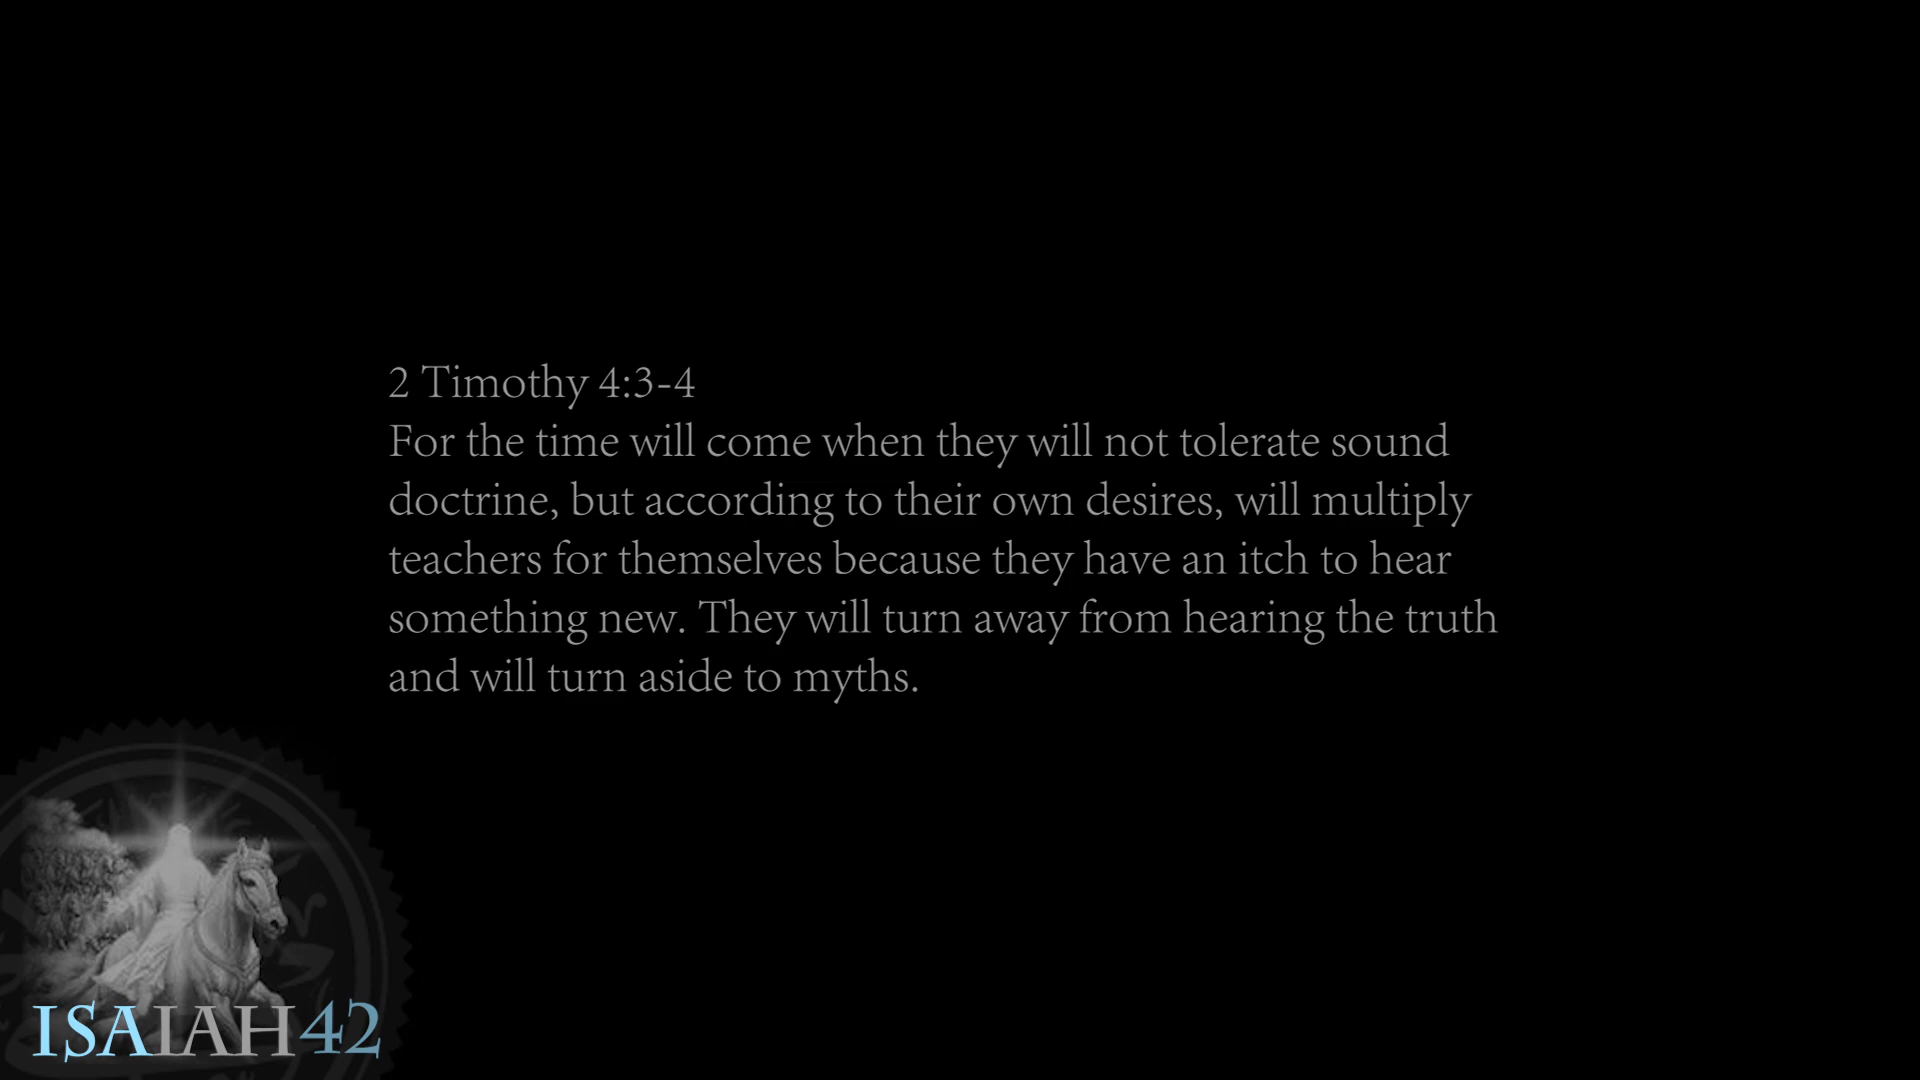 2 Timothy 4:3-4
For the time will come when they will not tolerate sound
doctrine, but according to their own desires, will multiply
teachers for themselves because they have an itch to hear
something new. They will turn away from hearing the truth
and will turn aside to myths.
ISAIAH 42